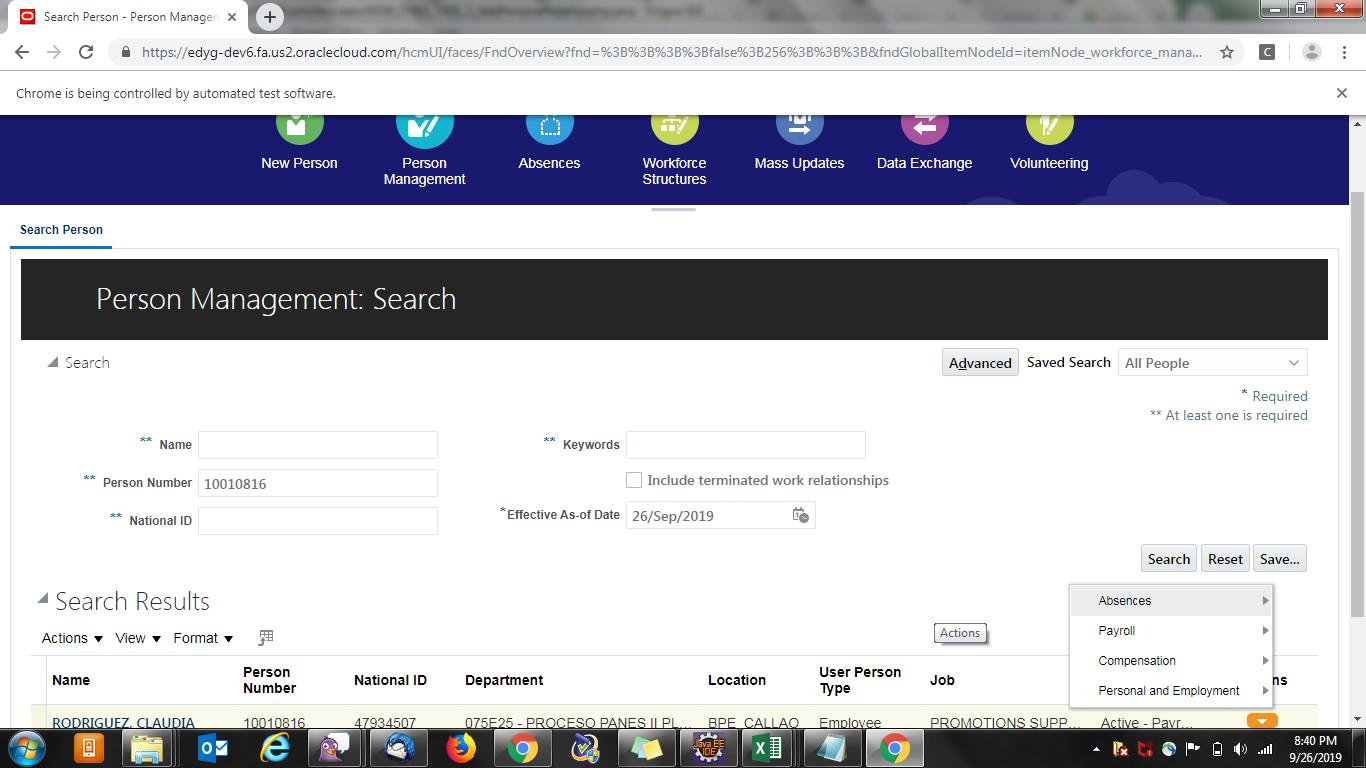 Search Person - Person Managen
https://edyg-dev6.fa.us2.oraclecloud.com/hcmUI/faces/FndOverview?fnd=%3B%3B%3B%3Bfalse%3B256%3B%3B%3B&fndGlobalItemNodeId=itemNode_workforce_mana...
C
Chrome is being controlled by automated test software.
New Person
Person Management
Absences
Workforce Structures
Mass Updates
Data Exchange
Volunteering
Search Person
Person Management: Search
Search
Advanced
Saved Search
All People
* Required
** At least one is required
** Name
** Keywords
** Person Number 10010816
Include terminated work relationships
** National ID
*Effective As-of Date 26/Sep/2019
Search
Reset
Save...
Search Results
Absences
Payroll
Compensation
Personal and Employment
Actions
View
Format
Actions
Name
Person Number
National ID
Department
Location
User Person Type
Job
ns
RODRIGUEZ, CLAUDIA
10010816
47934507
075E25 - PROCESO PANES II PL...
BPE_CALLAO
Employee
PROMOTIONS SUPP...
Active - Payr...
Java EE
IDE
8:40 PM
9/26/2019